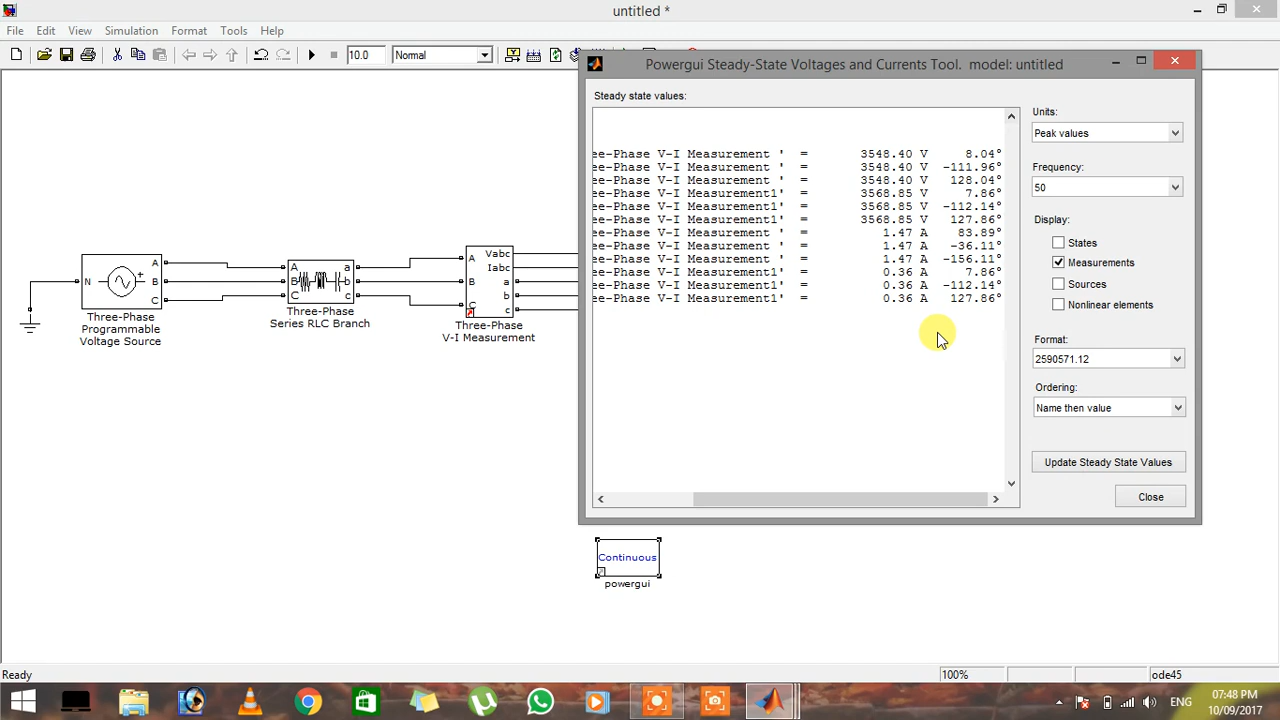 untitled *
File Edit View Simulation Format Tools Help
10.0 Normal
Powergui Steady-State Voltages and Currents Tool. model: untitled
Steady state values:
ee-Phase V-I Measurement ' = 3548.40 V 8.04°
ee-Phase V-I Measurement ' = 3548.40 V -111.96°
ee-Phase V-I Measurement ' = 3548.40 V 128.04°
ee-Phase V-I Measurement1' = 3568.85 V 7.86°
ee-Phase V-I Measurement1' = 3568.85 V -112.14°
ee-Phase V-I Measurement1' = 3568.85 V 127.86°
ee-Phase V-I Measurement ' = 1.47 A 83.89°
ee-Phase V-I Measurement ' = 1.47 A -36.11°
ee-Phase V-I Measurement ' = 1.47 A -156.11°
ee-Phase V-I Measurement1' = 0.36 A 7.86°
ee-Phase V-I Measurement1' = 0.36 A -112.14°
ee-Phase V-I Measurement1' = 0.36 A 127.86°
Units:
Peak values
Frequency:
50
Display:
States
Measurements
Sources
Nonlinear elements
Format:
2590571.12
Ordering:
Name then value
Update Steady State Values
Close
N
A
B
C
Three-Phase
Programmable
Voltage Source
A a
B b
C c
Three-Phase
Series RLC Branch
Vabc
A Iabc
a
B b
C c
Three-Phase
V-I Measurement
Continuous
powergui
Ready 100% ode45
ENG
07:48 PM
10/09/2017